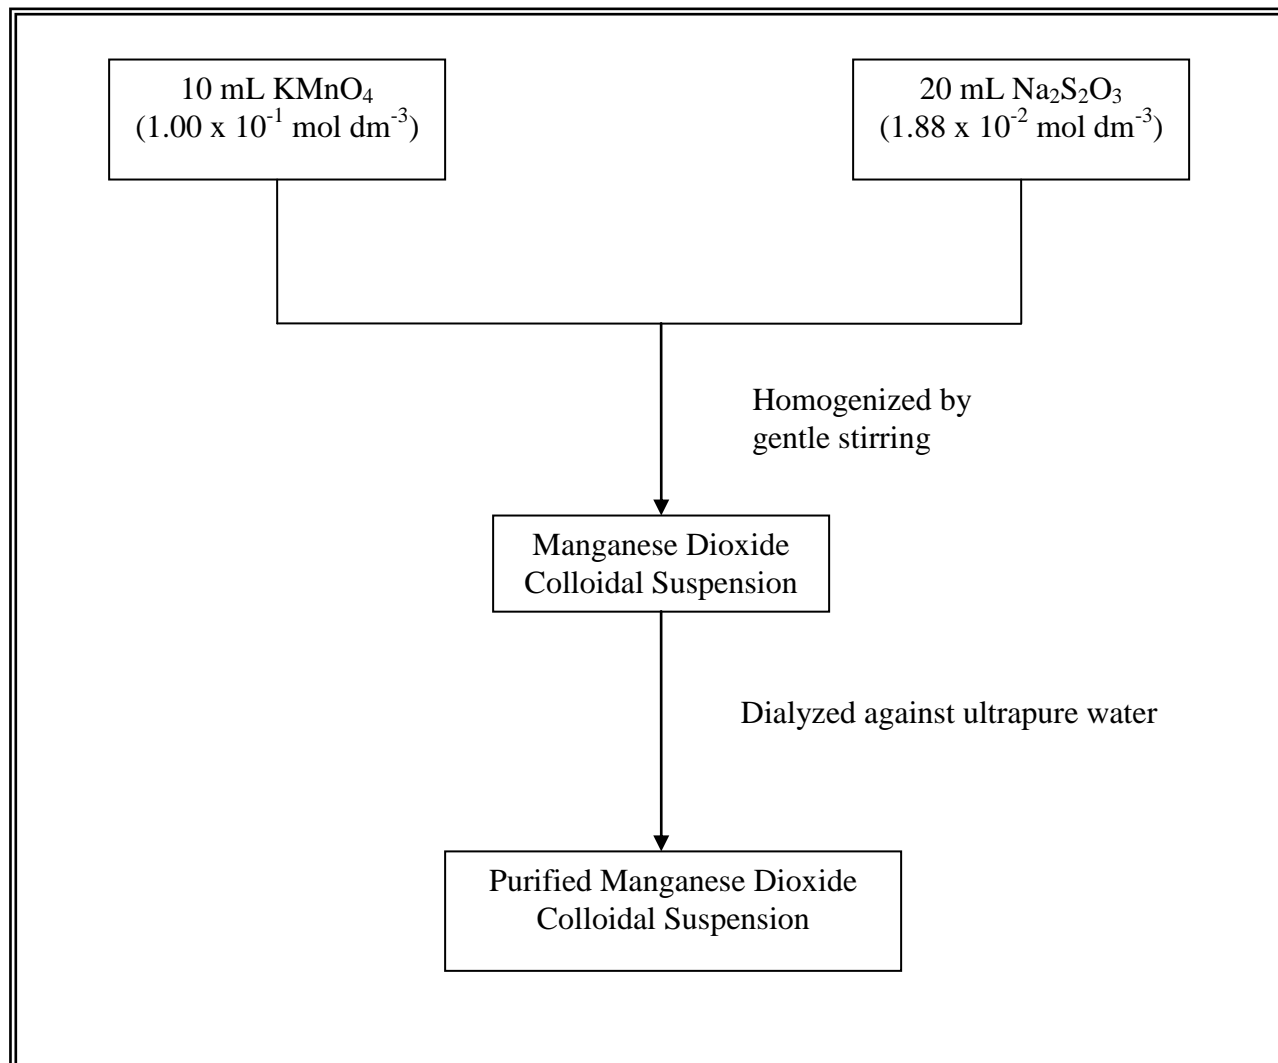 10 mL KMnO₄
(1.00 x 10⁻¹ mol dm⁻³)
20 mL Na₂S₂O₃
(1.88 x 10⁻² mol dm⁻³)
Homogenized by
gentle stirring
Manganese Dioxide
Colloidal Suspension
Dialyzed against ultrapure water
Purified Manganese Dioxide
Colloidal Suspension